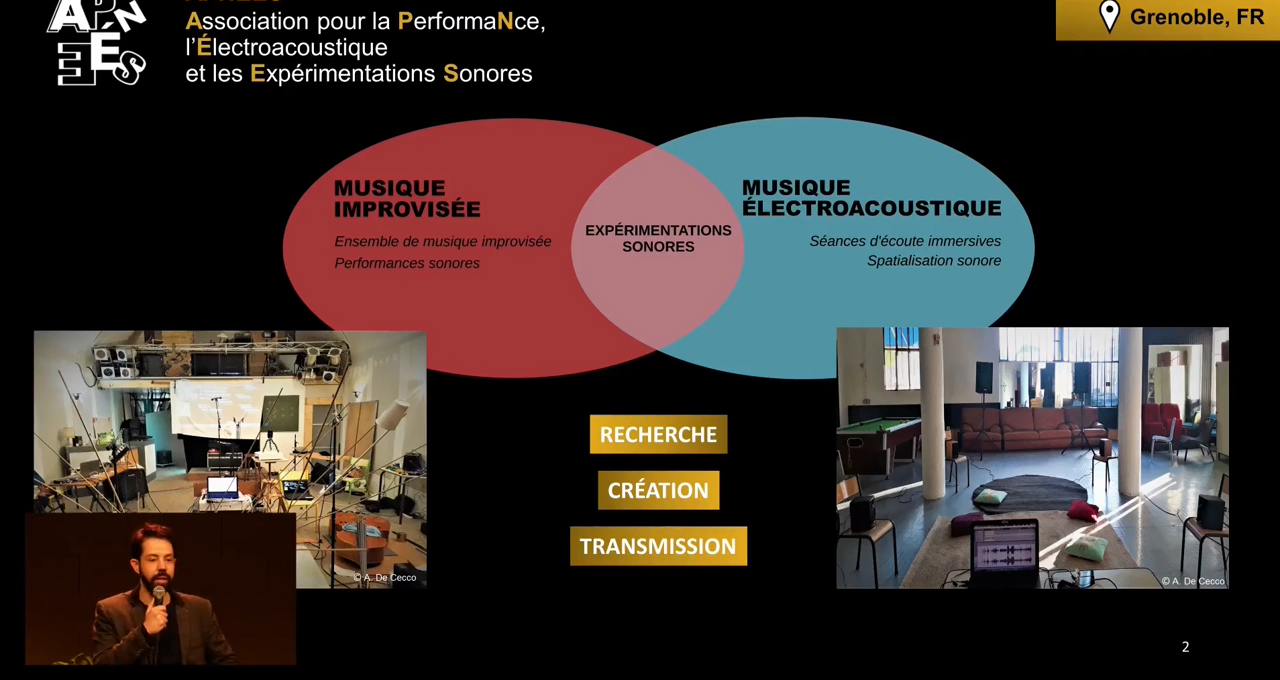 Association pour la PerformaNce,
l'Électroacoustique
et les Expérimentations Sonores
Grenoble, FR
APNÉES
MUSIQUE
IMPROVISÉE
Ensemble de musique improvisée
Performances sonores
EXPÉRIMENTATIONS
SONORES
MUSIQUE
ÉLECTROACOUSTIQUE
Séances d'écoute immersives
Spatialisation sonore
RECHERCHE
CRÉATION
TRANSMISSION
© A. De Cecco
© A. De Cecco
2